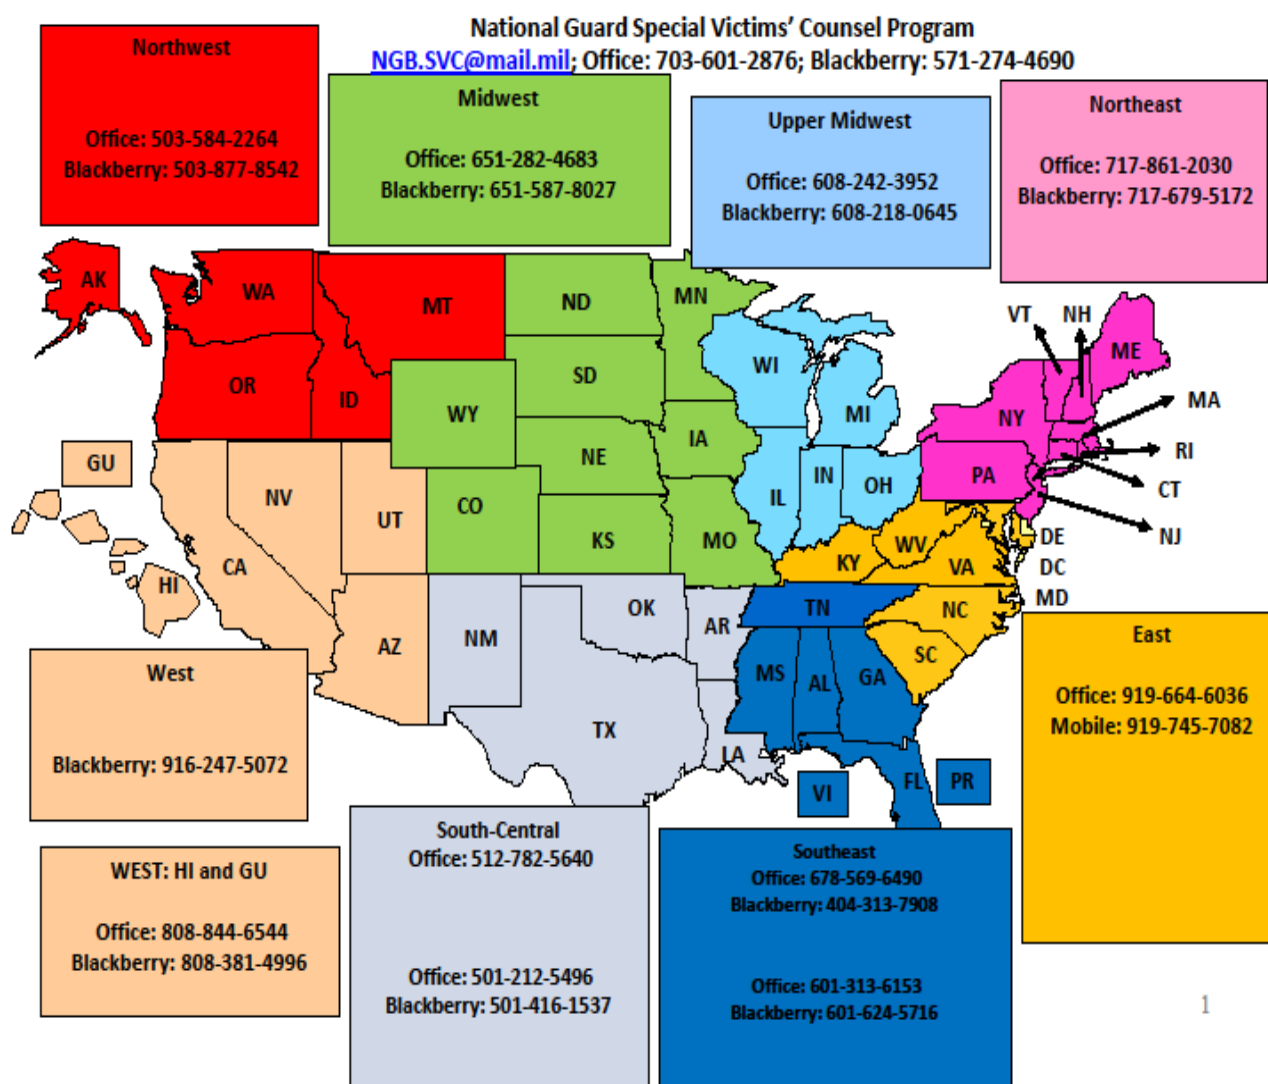 National Guard Special Victims' Counsel Program
NGB.SVC@mail.mil; Office: 703-601-2876; Blackberry: 571-274-4690
Northwest
Office: 503-584-2264
Blackberry: 503-877-8542
Midwest
Office: 651-282-4683
Blackberry: 651-587-8027
Upper Midwest
Office: 608-242-3952
Blackberry: 608-218-0645
Northeast
Office: 717-861-2030
Blackberry: 717-679-5172
AK
WA
MT
ND
MN
VT
NH
ME
OR
ID
SD
WI
MI
NY
MA
WY
IA
RI
GU
NV
NE
PA
CT
UT
CO
IL
IN
OH
NJ
KS
MO
WV
DE
CA
KY
VA
DC
HI
MD
OK
TN
NC
AR
AZ
NM
SC
MS
AL
GA
TX
LA
VI
FL
PR
West
Blackberry: 916-247-5072
East
Office: 919-664-6036
Mobile: 919-745-7082
WEST: HI and GU
Office: 808-844-6544
Blackberry: 808-381-4996
South-Central
Office: 512-782-5640
Office: 501-212-5496
Blackberry: 501-416-1537
Southeast
Office: 678-569-6490
Blackberry: 404-313-7908
Office: 601-313-6153
Blackberry: 601-624-5716
1